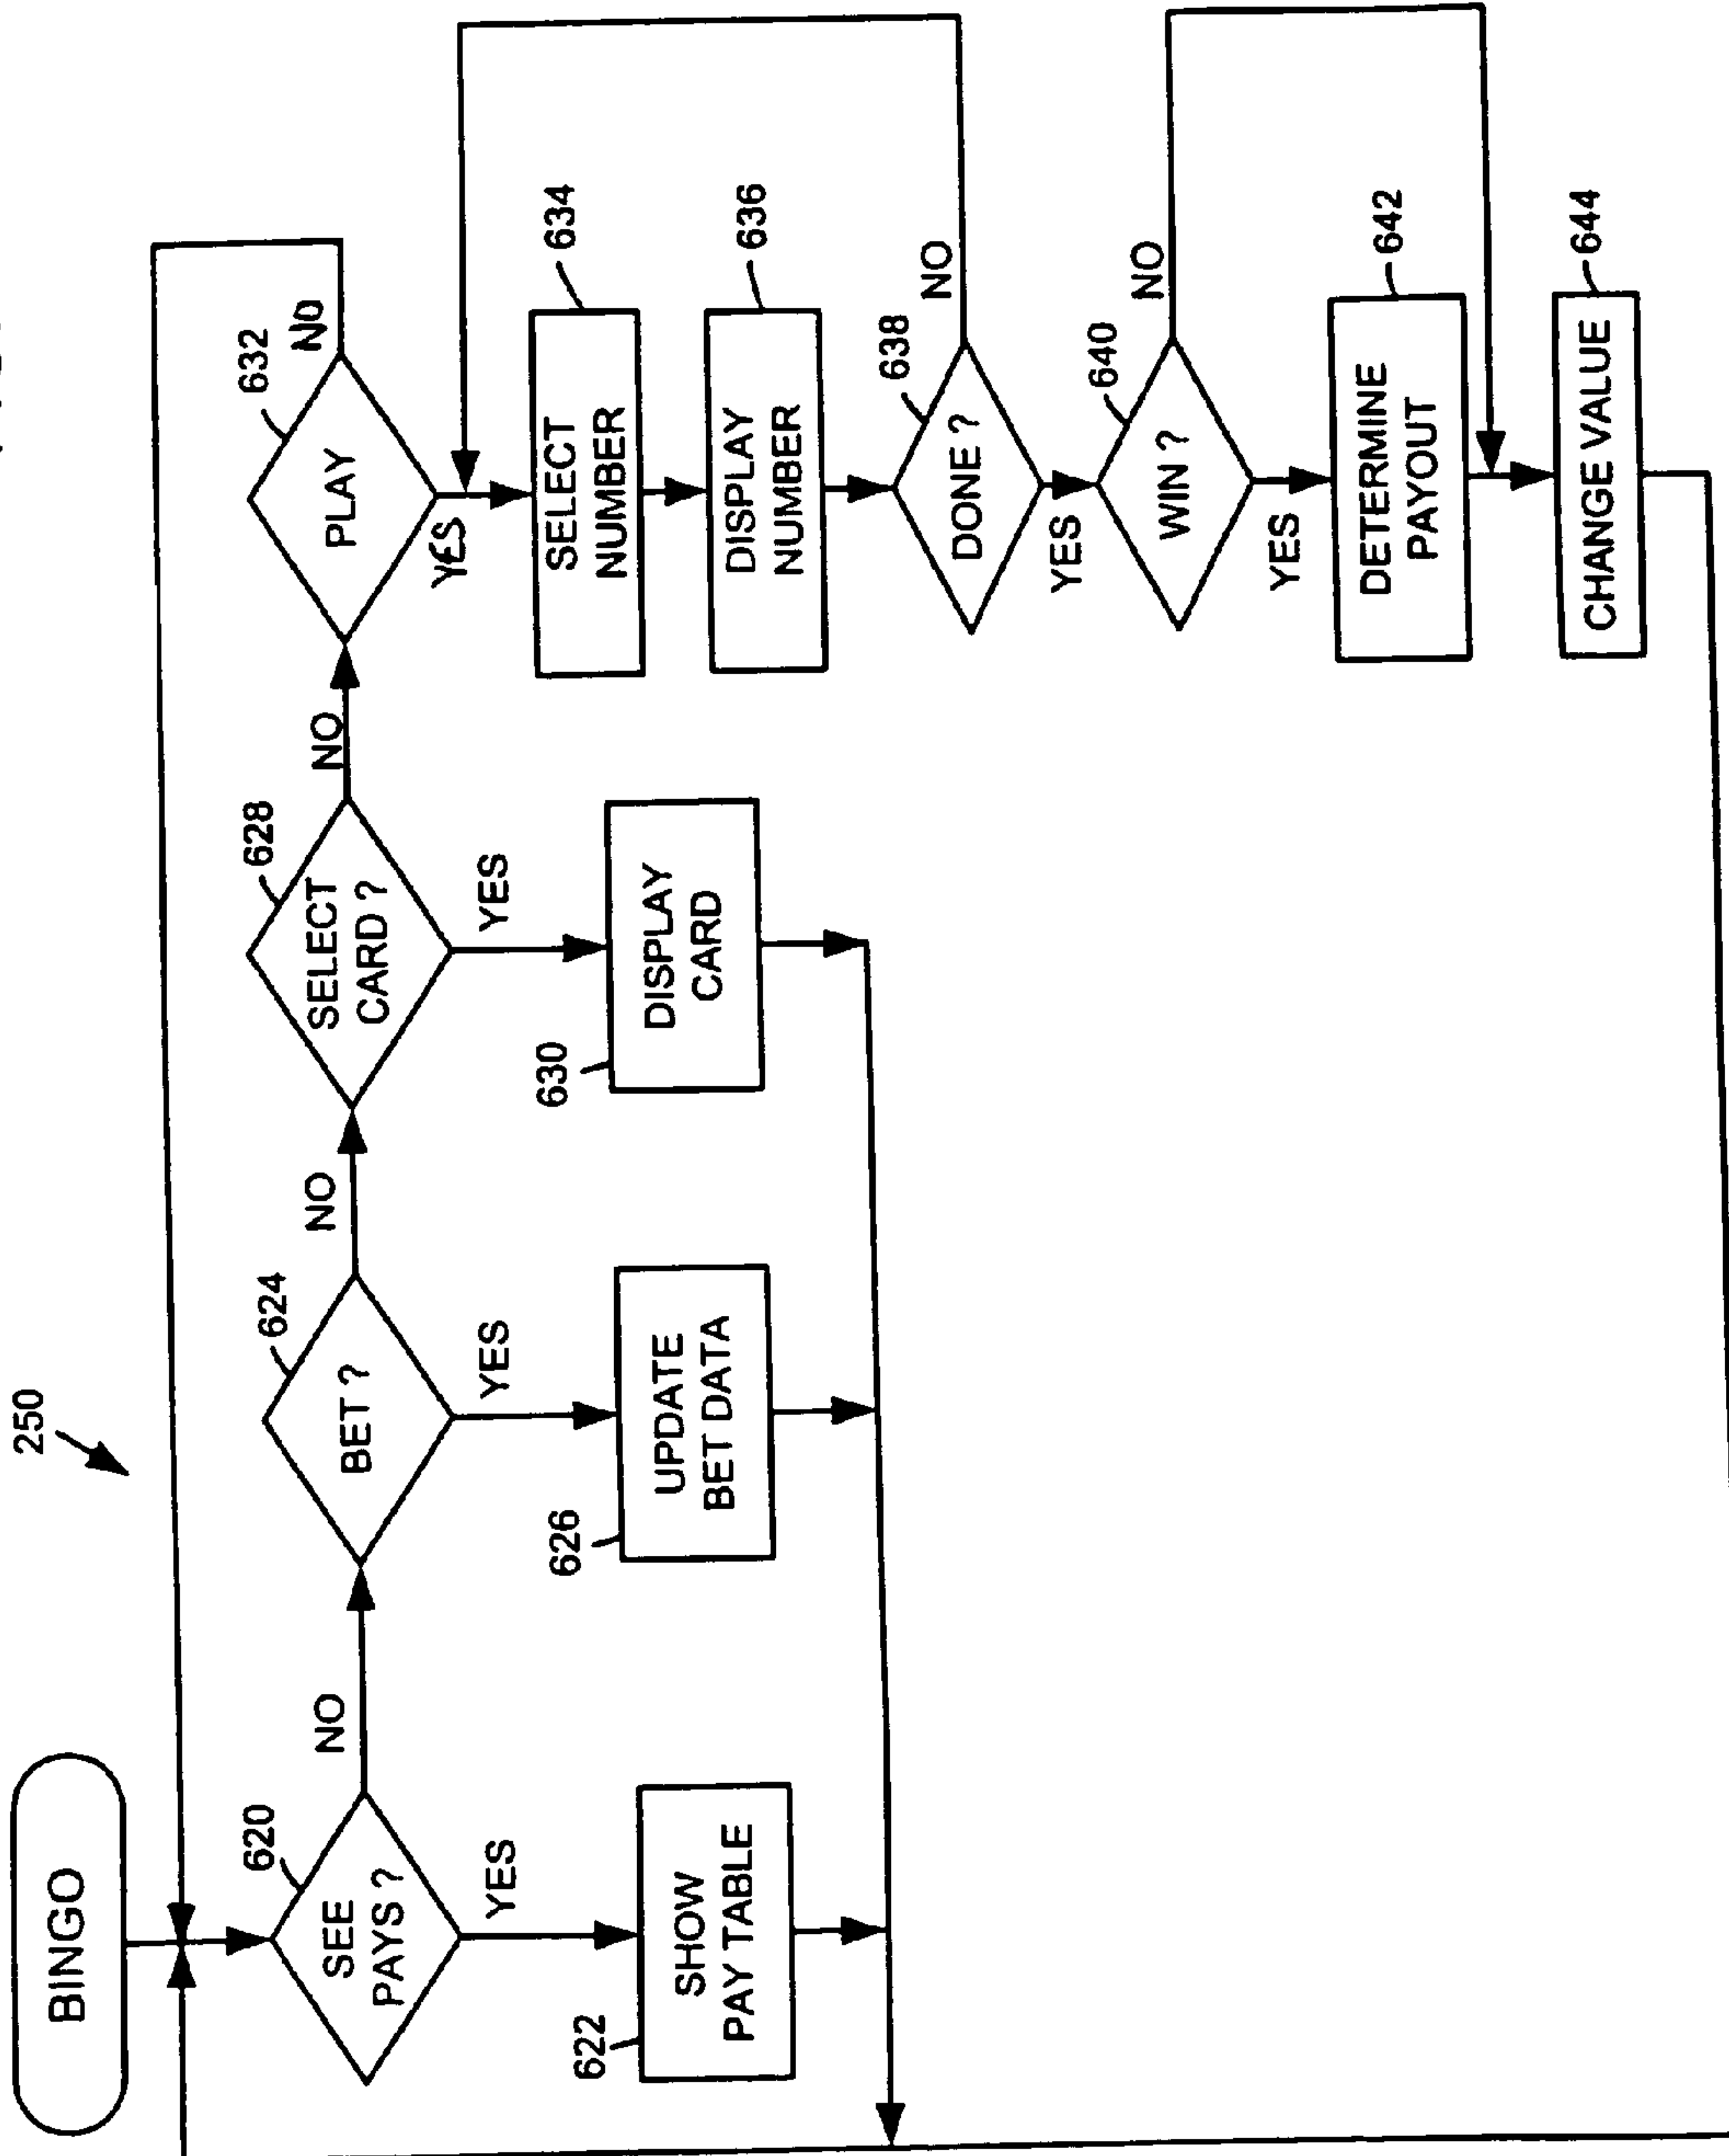 250
BINGO
620
SEE
PAYS ?
NO
YES
622
SHOW
PAY TABLE
624
BET ?
NO
YES
626
UPDATE
BET DATA
628
SELECT
CARD ?
NO
YES
630
DISPLAY
CARD
632
PLAY
NO
YES
634
SELECT
NUMBER
636
DISPLAY
NUMBER
638
DONE ?
NO
YES
640
WIN ?
NO
YES
642
DETERMINE
PAYOUT
644
CHANGE VALUE